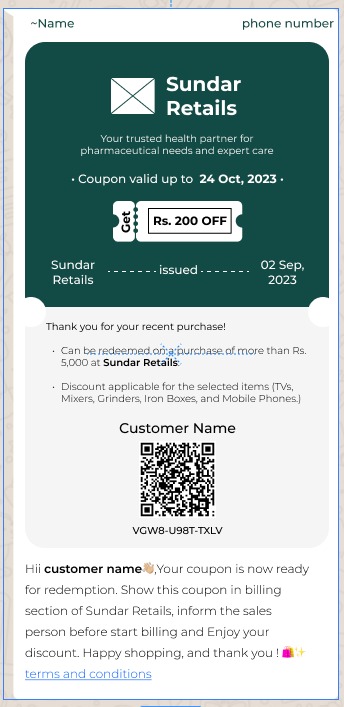 ~Name phone number
Sundar
Retails
Your trusted health partner for
pharmaceutical needs and expert care
• Coupon valid up to 24 Oct, 2023 •
Get Rs. 200 OFF
Sundar
Retails
issued
02 Sep,
2023
Thank you for your recent purchase!
• Can be redeemed on a purchase of more than Rs.
5,000 at Sundar Retails.
• Discount applicable for the selected items (TVs,
Mixers, Grinders, Iron Boxes, and Mobile Phones.)
Customer Name
VGW8-U98T-TXLV
Hii customer name👋🏼,Your coupon is now ready
for redemption. Show this coupon in billing
section of Sundar Retails, inform the sales
person before start billing and Enjoy your
discount. Happy shopping, and thank you ! 🛍️✨
terms and conditions